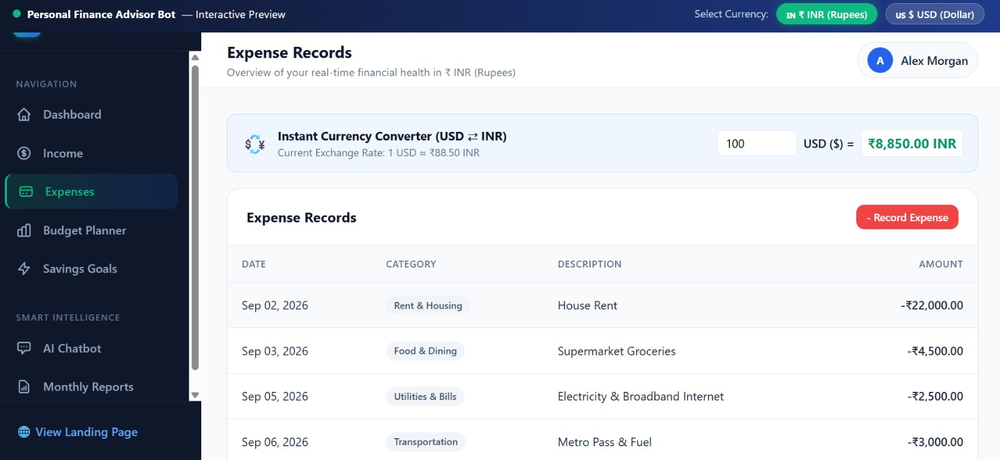 Personal Finance Advisor Bot — Interactive Preview
Select Currency: IN ₹ INR (Rupees) US $ USD (Dollar)
NAVIGATION
Dashboard
Income
Expenses
Budget Planner
Savings Goals
SMART INTELLIGENCE
AI Chatbot
Monthly Reports
View Landing Page
Expense Records
Overview of your real-time financial health in ₹ INR (Rupees)
A Alex Morgan
Instant Currency Converter (USD ⇄ INR)
Current Exchange Rate: 1 USD ≈ ₹88.50 INR
100 USD ($) = ₹8,850.00 INR
Expense Records
- Record Expense
DATE CATEGORY DESCRIPTION AMOUNT
Sep 02, 2026 Rent & Housing House Rent -₹22,000.00
Sep 03, 2026 Food & Dining Supermarket Groceries -₹4,500.00
Sep 05, 2026 Utilities & Bills Electricity & Broadband Internet -₹2,500.00
Sep 06, 2026 Transportation Metro Pass & Fuel -₹3,000.00